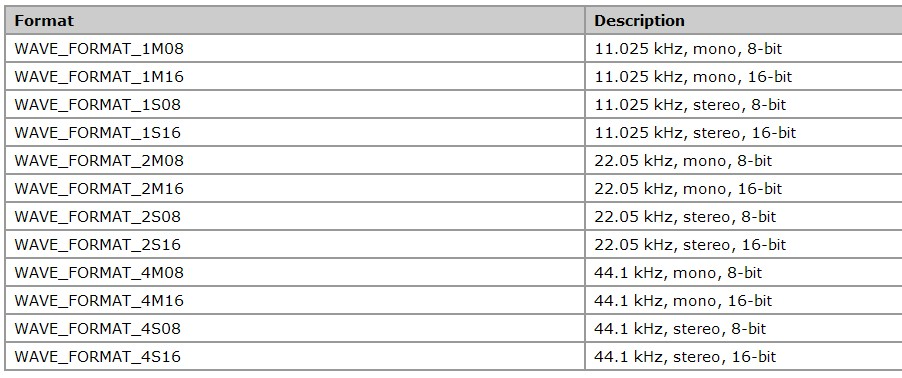 Format Description
WAVE_FORMAT_1M08 11.025 kHz, mono, 8-bit
WAVE_FORMAT_1M16 11.025 kHz, mono, 16-bit
WAVE_FORMAT_1S08 11.025 kHz, stereo, 8-bit
WAVE_FORMAT_1S16 11.025 kHz, stereo, 16-bit
WAVE_FORMAT_2M08 22.05 kHz, mono, 8-bit
WAVE_FORMAT_2M16 22.05 kHz, mono, 16-bit
WAVE_FORMAT_2S08 22.05 kHz, stereo, 8-bit
WAVE_FORMAT_2S16 22.05 kHz, stereo, 16-bit
WAVE_FORMAT_4M08 44.1 kHz, mono, 8-bit
WAVE_FORMAT_4M16 44.1 kHz, mono, 16-bit
WAVE_FORMAT_4S08 44.1 kHz, stereo, 8-bit
WAVE_FORMAT_4S16 44.1 kHz, stereo, 16-bit